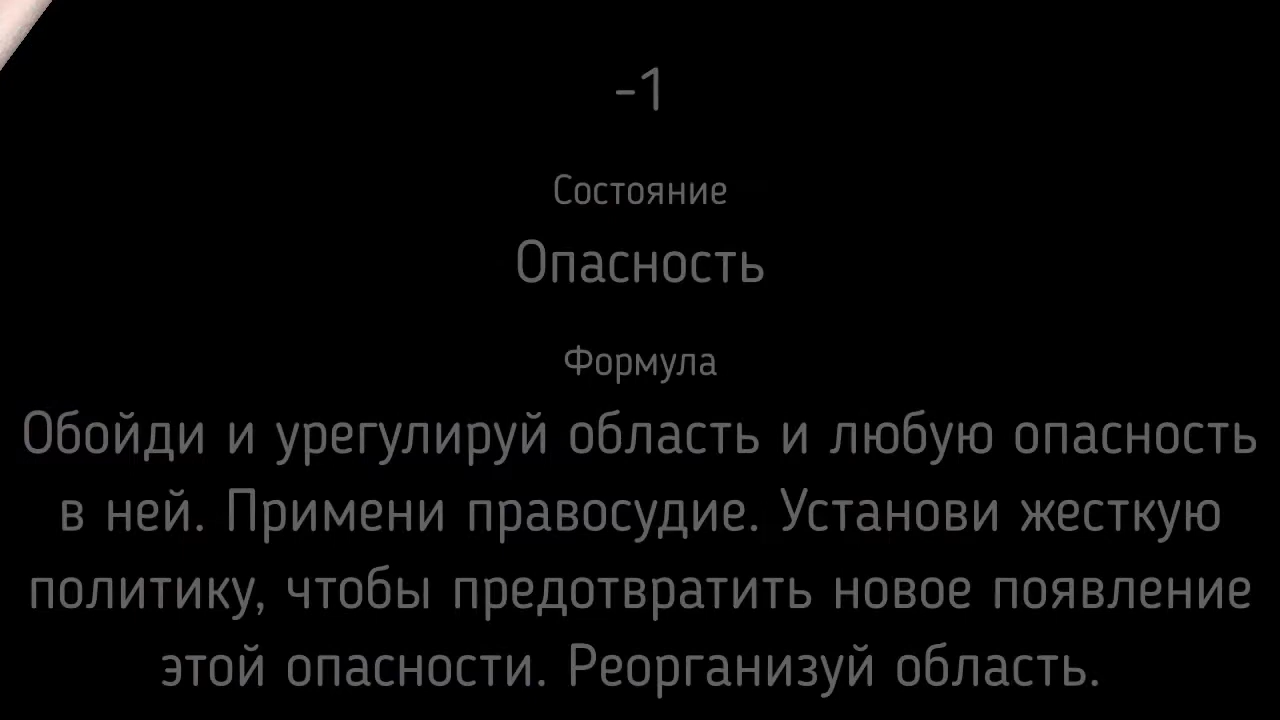 -1
Состояние
Опасность
Формула
Обойди и урегулируй область и любую опасность
в ней. Примени правосудие. Установи жесткую
политику, чтобы предотвратить новое появление
этой опасности. Реорганизуй область.